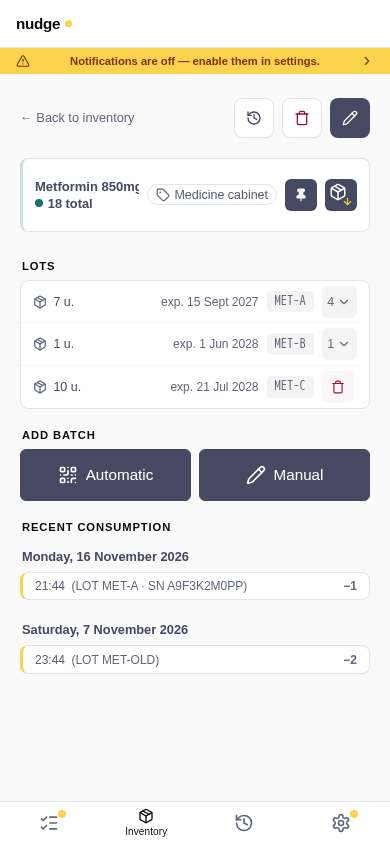 nudge
Notifications are off — enable them in settings.
← Back to inventory
Metformin 850mg
Medicine cabinet
18 total
LOTS
7 u. exp. 15 Sept 2027 MET-A 4
1 u. exp. 1 Jun 2028 MET-B 1
10 u. exp. 21 Jul 2028 MET-C
ADD BATCH
Automatic Manual
RECENT CONSUMPTION
Monday, 16 November 2026
21:44 (LOT MET-A · SN A9F3K2M0PP) −1
Saturday, 7 November 2026
23:44 (LOT MET-OLD) −2
Inventory